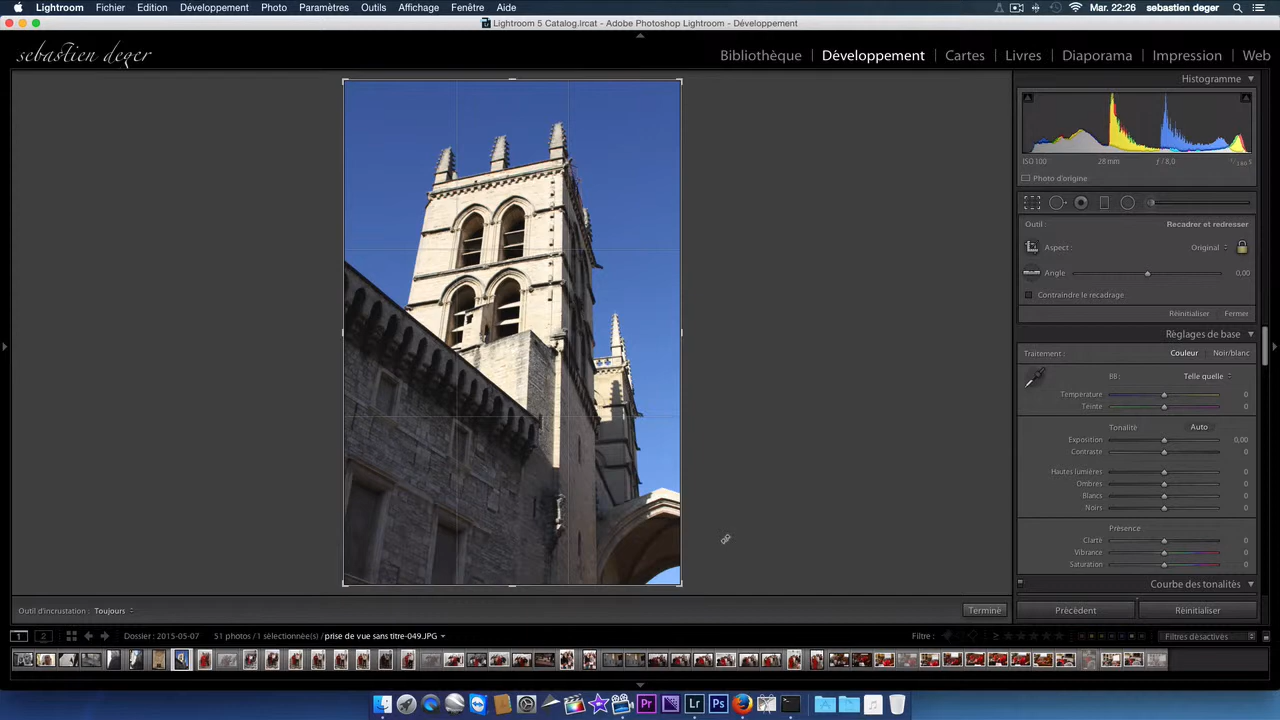 Lightroom Fichier Edition Développement Photo Paramètres Outils Affichage Fenêtre Aide Mar. 22:26 sebastien deger
Lightroom 5 Catalog.lrcat - Adobe Photoshop Lightroom - Développement
sebastien deger Bibliothèque Développement Cartes Livres Diaporama Impression Web
Histogramme
ISO 100 28 mm ƒ / 8,0
Photo d'origine
Outil : Recadrer et redresser
Aspect : Original
Angle 0,00
Contraindre le recadrage
Réinitialiser Fermer
Réglages de base
Traitement : Couleur Noir/blanc
BB : Telle quelle
Température 0
Teinte 0
Tonalité Auto
Exposition 0,00
Contraste 0
Hautes lumières 0
Ombres 0
Blancs 0
Noirs 0
Présence
Clarté 0
Vibrance 0
Saturation 0
Courbe des tonalités
Outil d'incrustation : Toujours Terminé Précédent Réinitialiser
1 2 Dossier : 2015-05-07 51 photos / 1 sélectionnée(s) / prise de vue sans titre-049.JPG Filtre : Filtres désactivés
Pr Lr Ps